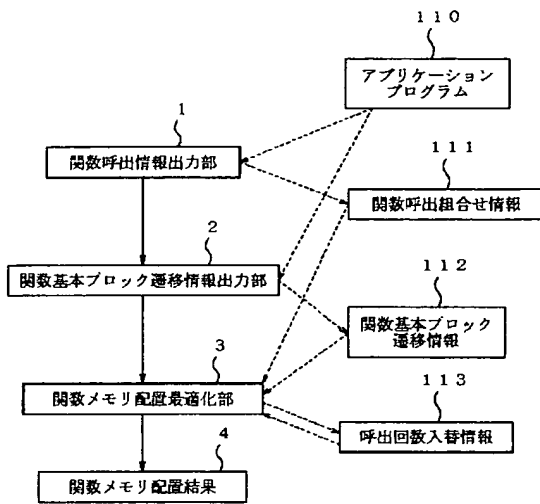 110
アプリケーション
プログラム
1
関数呼出情報出力部
111
関数呼出組合せ情報
2
関数基本ブロック遷移情報出力部
112
関数基本ブロック
遷移情報
3
関数メモリ配置最適化部
113
呼出回数入替情報
4
関数メモリ配置結果